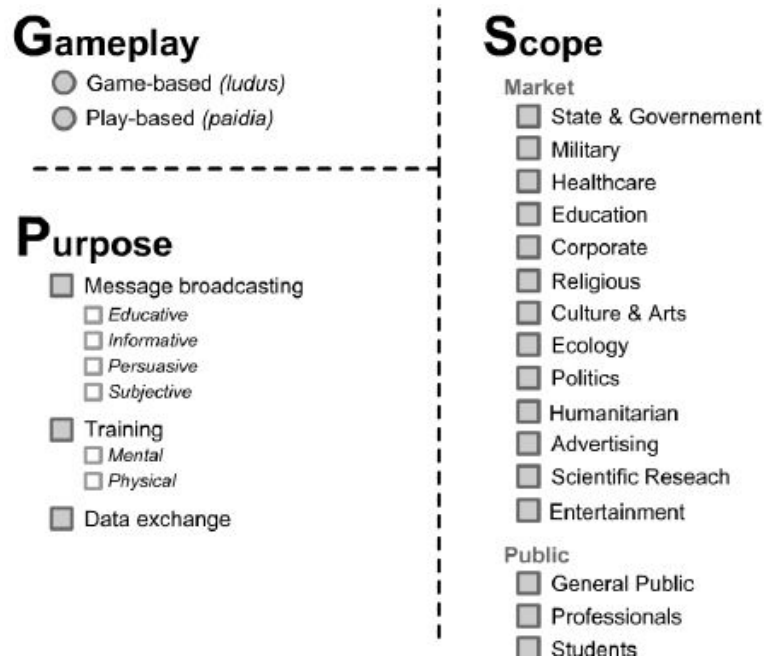 Gameplay
Game-based (ludus)
Play-based (paidia)
Purpose
Message broadcasting
Educative
Informative
Persuasive
Subjective
Training
Mental
Physical
Data exchange
Scope
Market
State & Governement
Military
Healthcare
Education
Corporate
Religious
Culture & Arts
Ecology
Politics
Humanitarian
Advertising
Scientific Reseach
Entertainment
Public
General Public
Professionals
Students